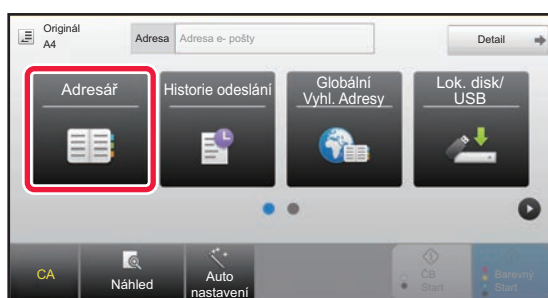 Originál
A4
Adresa
Adresa e- pošty
Detail
Adresář
Historie odeslání
Globální
Vyhl. Adresy
Lok. disk/
USB
CA
Náhled
Auto
nastavení
ČB
Start
Barevný
Start